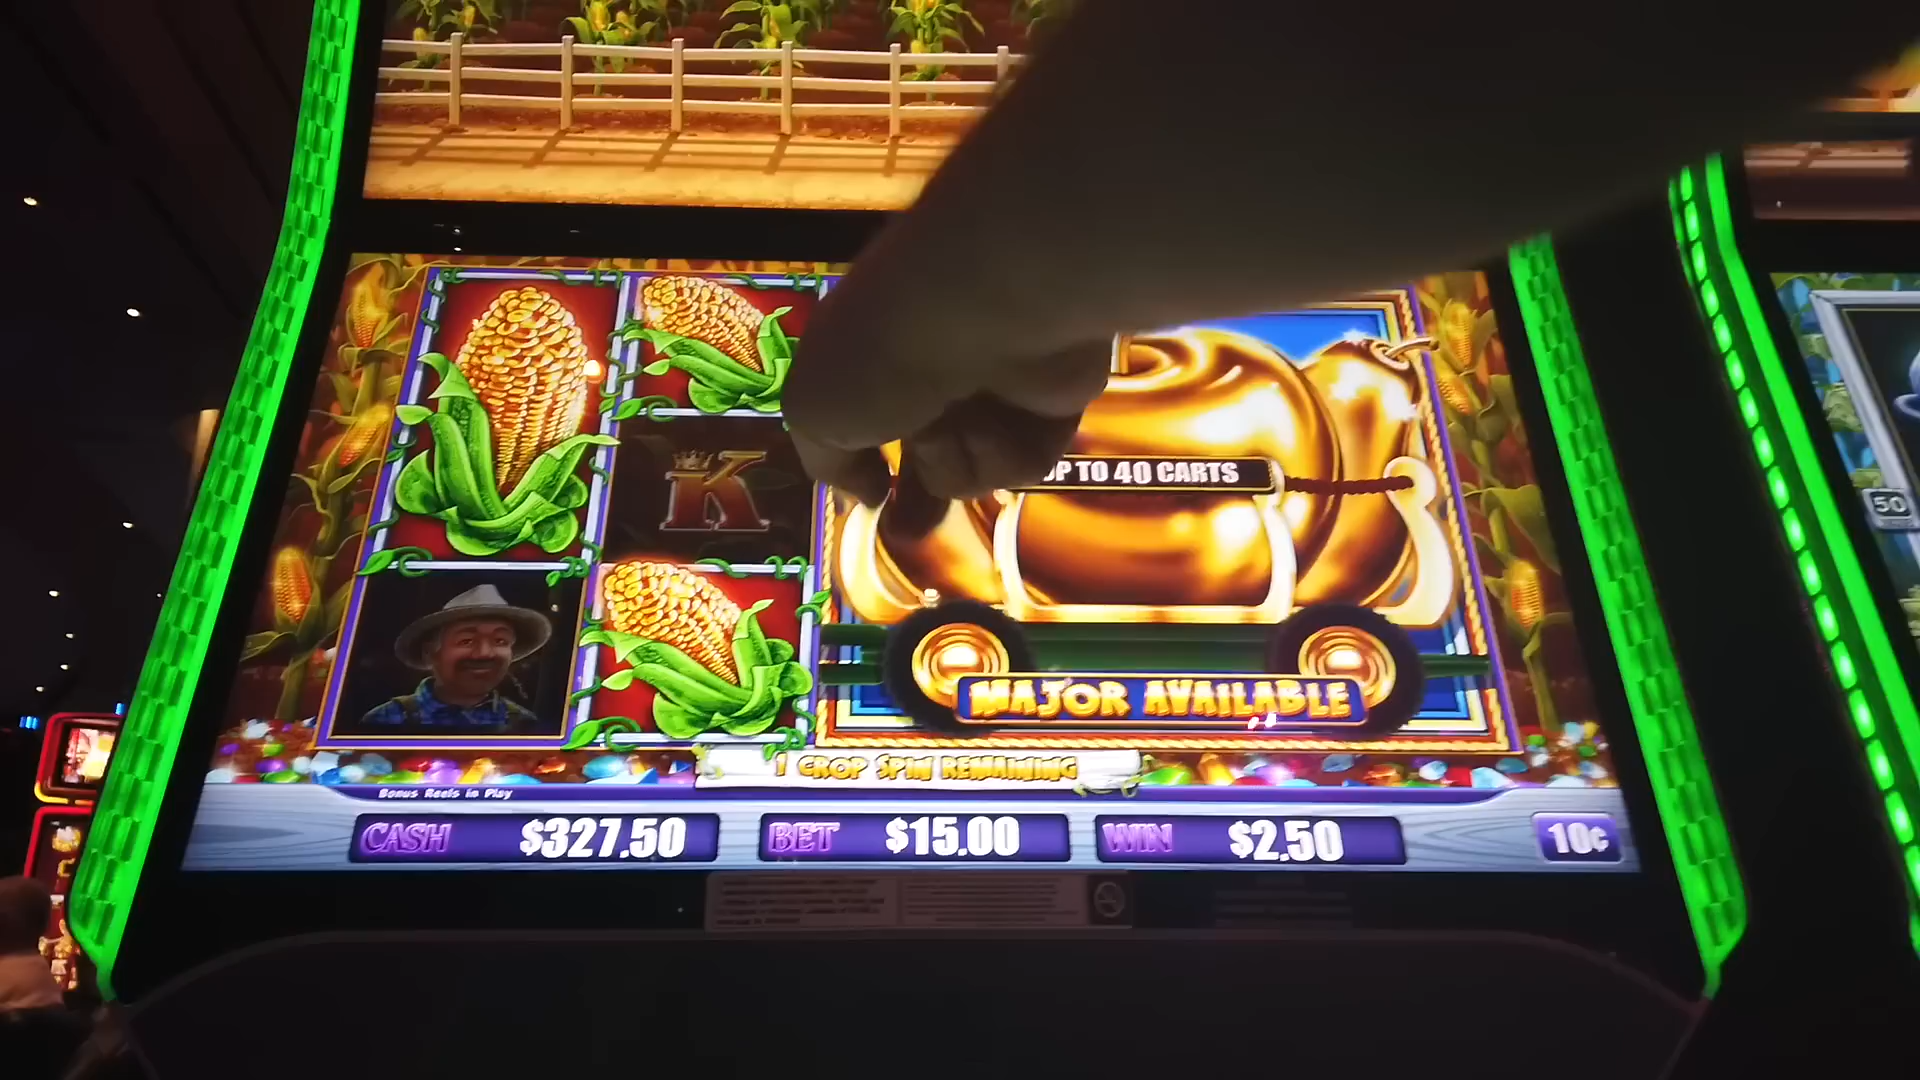 K
UP TO 40 CARTS
50
MAJOR AVAILABLE
1 CROP SPIN REMAINING
Bonus Reels in Play
CASH $327.50
BET $15.00
WIN $2.50
10¢